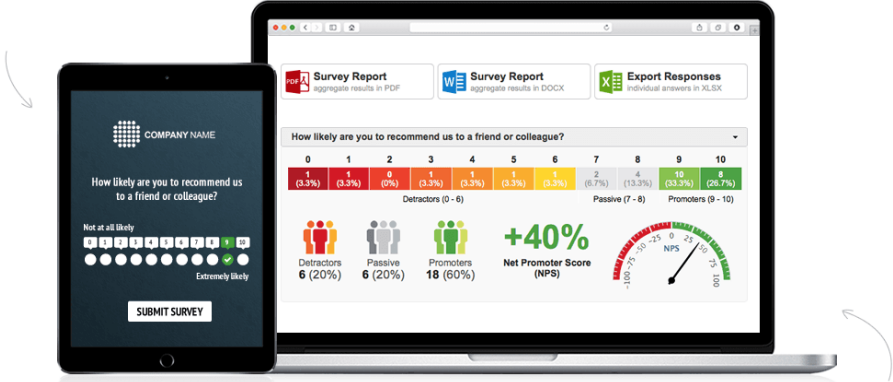 COMPANY NAME
How likely are you to recommend us
to a friend or colleague?
Not at all likely
0 1 2 3 4 5 6 7 8 9 10
Extremely likely
SUBMIT SURVEY
PDF
Survey Report
aggregate results in PDF
W
Survey Report
aggregate results in DOCX
X
Export Responses
individual answers in XLSX
How likely are you to recommend us to a friend or colleague?
0 1 2 3 4 5 6 7 8 9 10
1 1 0 1 1 1 1 2 4 10 8
(3.3%) (3.3%) (0%) (3.3%) (3.3%) (3.3%) (3.3%) (6.7%) (13.3%) (33.3%) (26.7%)
Detractors (0 - 6) Passive (7 - 8) Promoters (9 - 10)
Detractors
6 (20%)
Passive
6 (20%)
Promoters
18 (60%)
+40%
Net Promoter Score
(NPS)
-100 -75 -50 -25 0 25 50 75 100
NPS